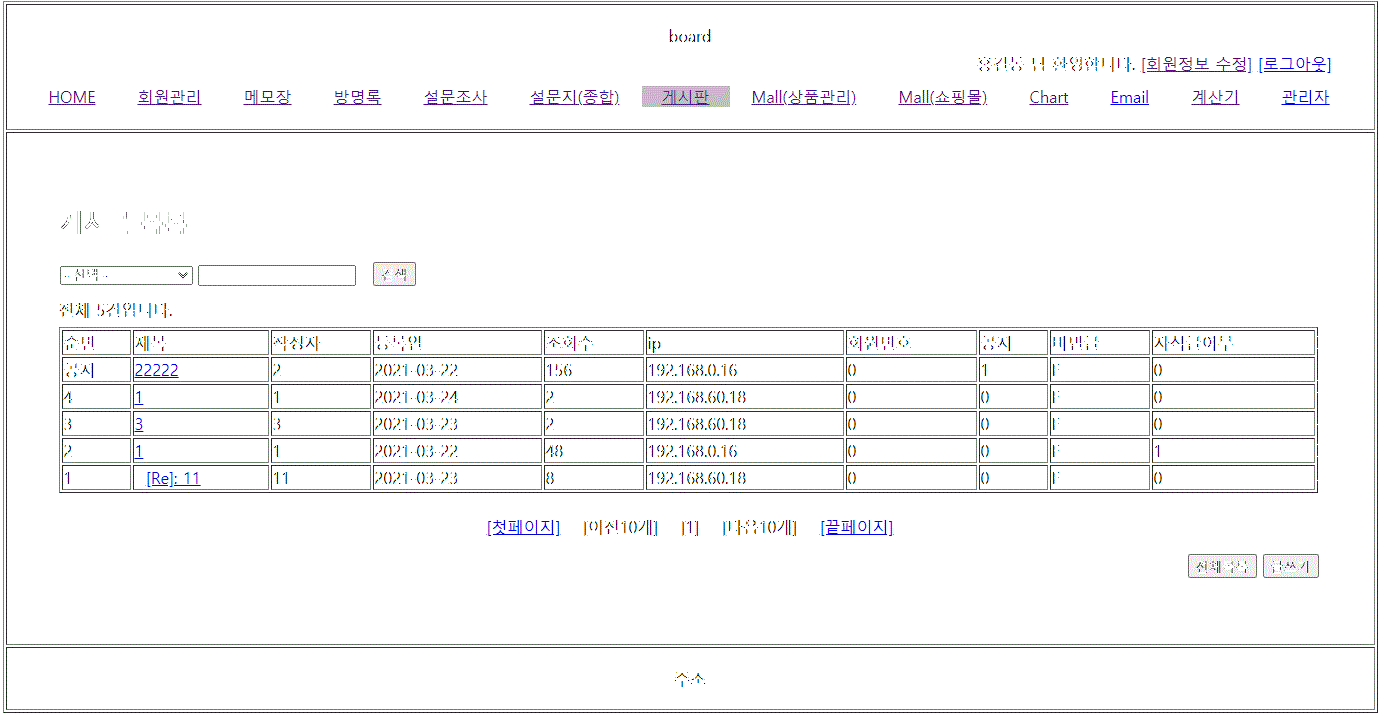 board
홍길동 님 환영합니다. [회원정보 수정] [로그아웃]
HOME 회원관리 메모장 방명록 설문조사 설문지(종합) 게시판 Mall(상품관리) Mall(쇼핑몰) Chart Email 계산기 관리자
게시판 목록
-- 선택 -- 검색
전체 5건입니다.
순번 제목 작성자 등록일 조회수 ip 회원번호 공지 비밀글 자식글여부
공지 22222 2 2021-03-22 156 192.168.0.16 0 1 F 0
4 1 1 2021-03-24 2 192.168.60.18 0 0 F 0
3 3 3 2021-03-23 2 192.168.60.18 0 0 F 0
2 1 1 2021-03-22 48 192.168.0.16 0 0 F 1
1 [Re]: 11 11 2021-03-23 8 192.168.60.18 0 0 F 0
[첫페이지] [이전10개] [1] [다음10개] [끝페이지]
전체목록 글쓰기
주소